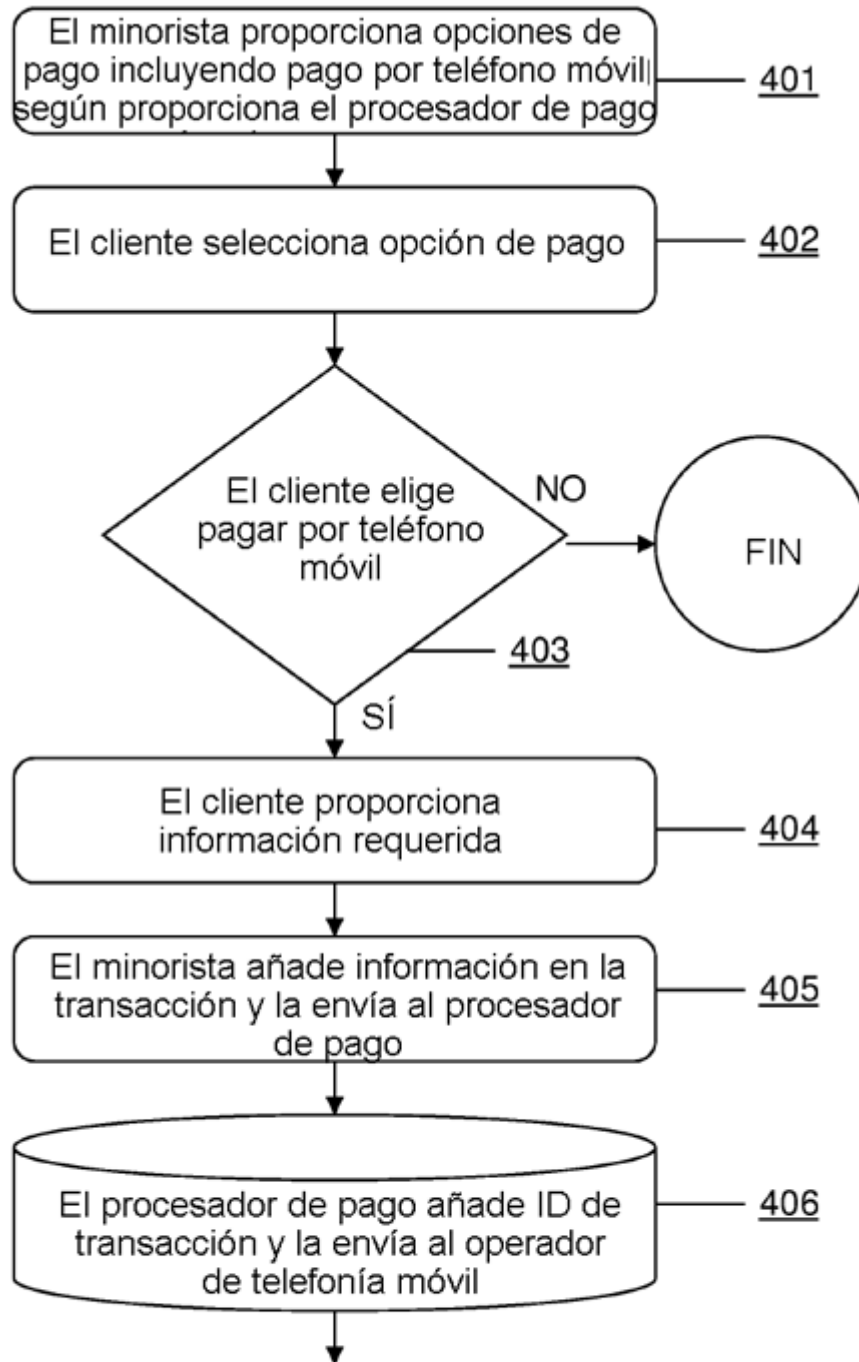 El minorista proporciona opciones de
pago incluyendo pago por teléfono móvil
según proporciona el procesador de pago
401
El cliente selecciona opción de pago
402
El cliente elige
pagar por teléfono
móvil
NO
FIN
403
SÍ
El cliente proporciona
información requerida
404
El minorista añade información en la
transacción y la envía al procesador
de pago
405
El procesador de pago añade ID de
transacción y la envía al operador
de telefonía móvil
406